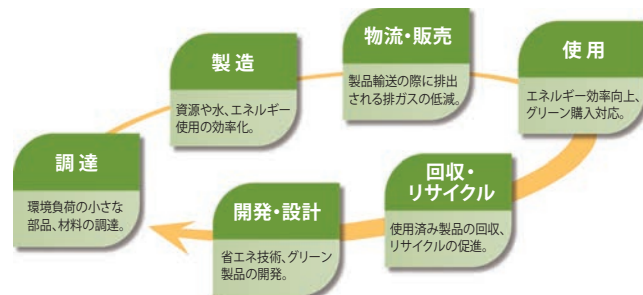 調達
環境負荷の小さな
部品、材料の調達。
製造
資源や水、エネルギー
使用の効率化。
物流・販売
製品輸送の際に排出
される排ガスの低減。
使用
エネルギー効率向上、
グリーン購入対応。
回収・
リサイクル
使用済み製品の回収、
リサイクルの促進。
開発・設計
省エネ技術、グリーン
製品の開発。